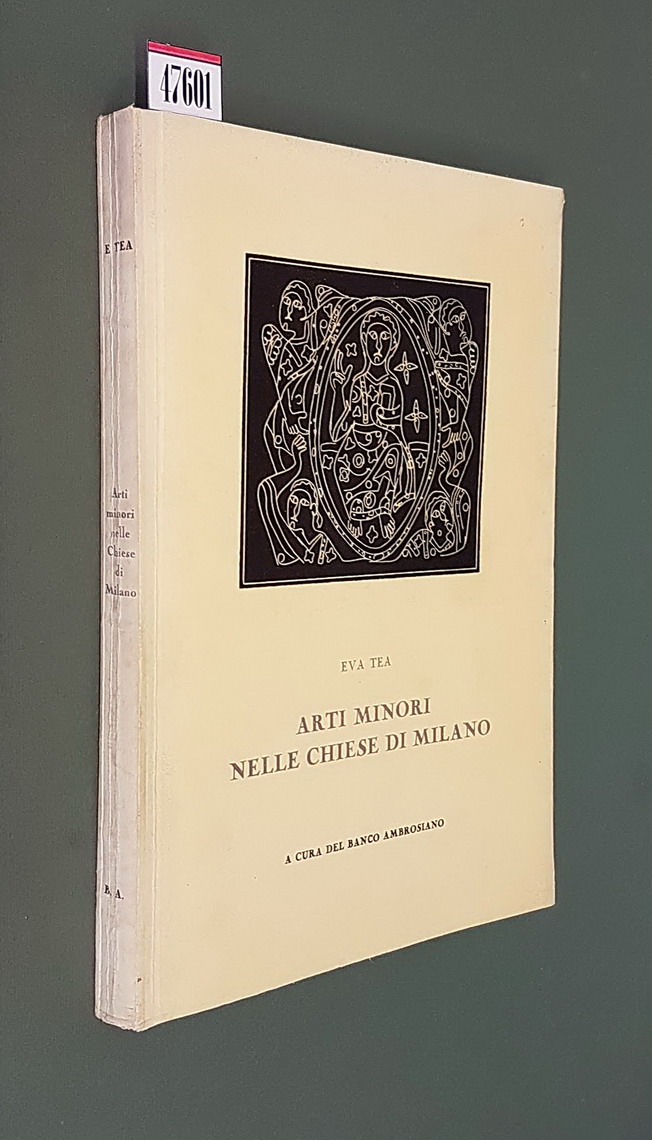 47601
E. TEA
Arti
minori
nelle
Chiese
di
Milano
B. A.
EVA TEA
ARTI MINORI
NELLE CHIESE DI MILANO
A CURA DEL BANCO AMBROSIANO